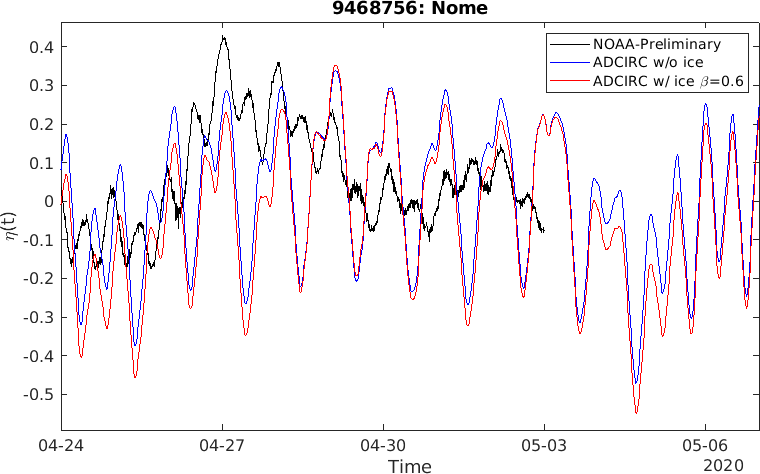 9468756: Nome
NOAA-Preliminary
ADCIRC w/o ice
ADCIRC w/ ice β=0.6
0.4
0.3
0.2
0.1
0
-0.1
-0.2
-0.3
-0.4
-0.5
η(t)
04-24 04-27 04-30 05-03 05-06
Time
2020